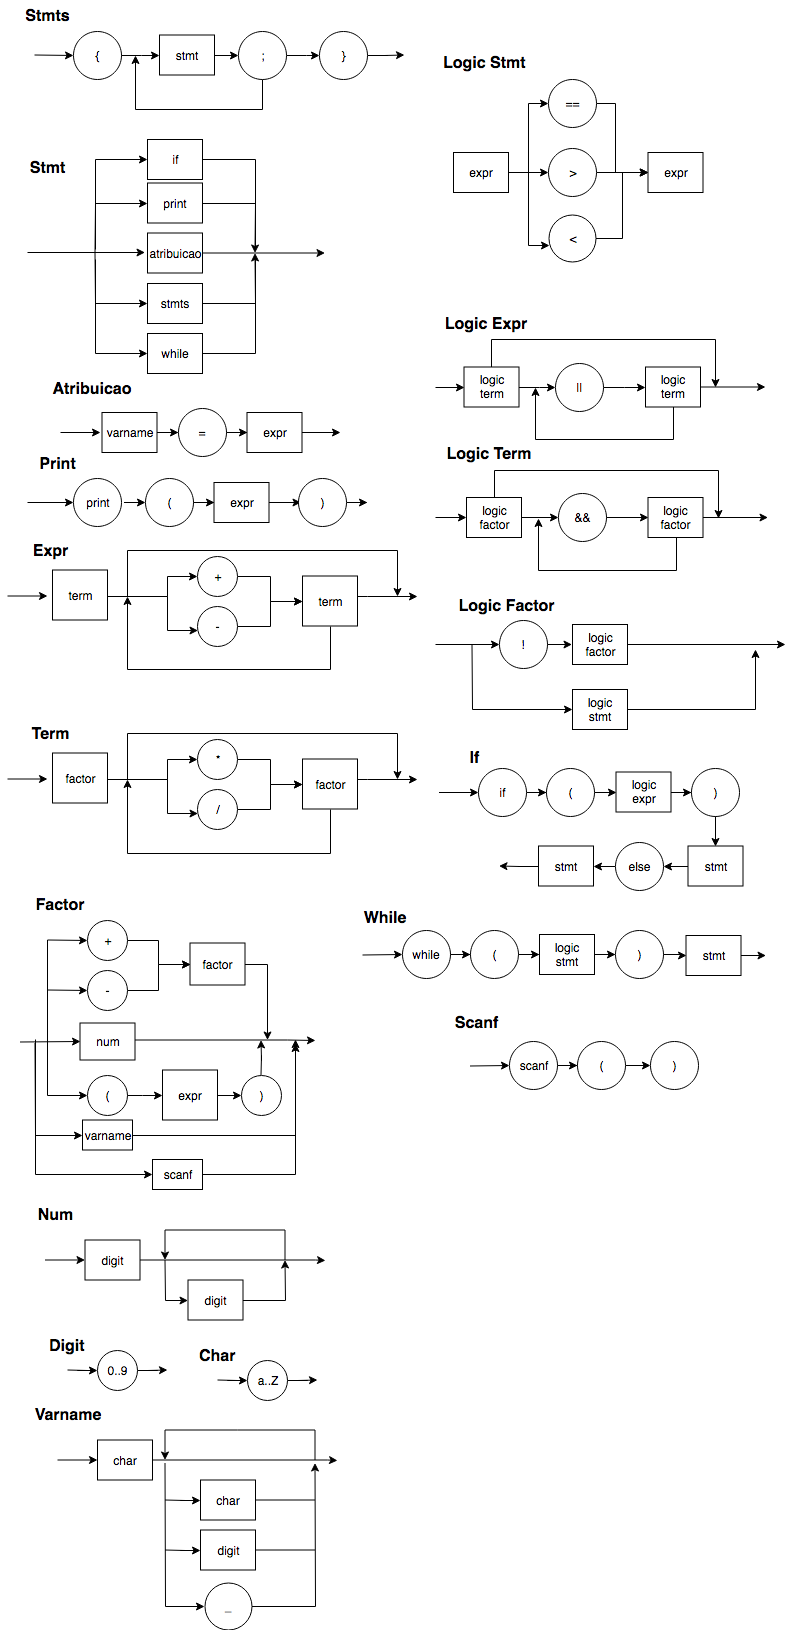 Stmts
{
stmt
;
}
Stmt
if
print
atribuicao
stmts
while
Atribuicao
varname
=
expr
Print
print
(
expr
)
Expr
term
+
-
term
Term
factor
*
/
factor
Factor
+
-
factor
num
(
expr
)
varname
scanf
Num
digit
digit
Digit
0..9
Char
a..Z
Varname
char
char
digit
_
Logic Stmt
==
expr
>
expr
<
Logic Expr
logic
term
||
logic
term
Logic Term
logic
factor
&&
logic
factor
Logic Factor
!
logic
factor
logic
stmt
If
if
(
logic
expr
)
stmt
else
stmt
While
while
(
logic
stmt
)
stmt
Scanf
scanf
(
)